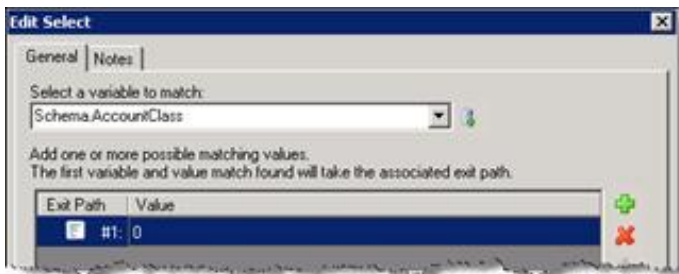 Edit Select
General Notes
Select a variable to match:
Schema.AccountClass
Add one or more possible matching values.
The first variable and value match found will take the associated exit path.
Exit Path Value
#1: 0